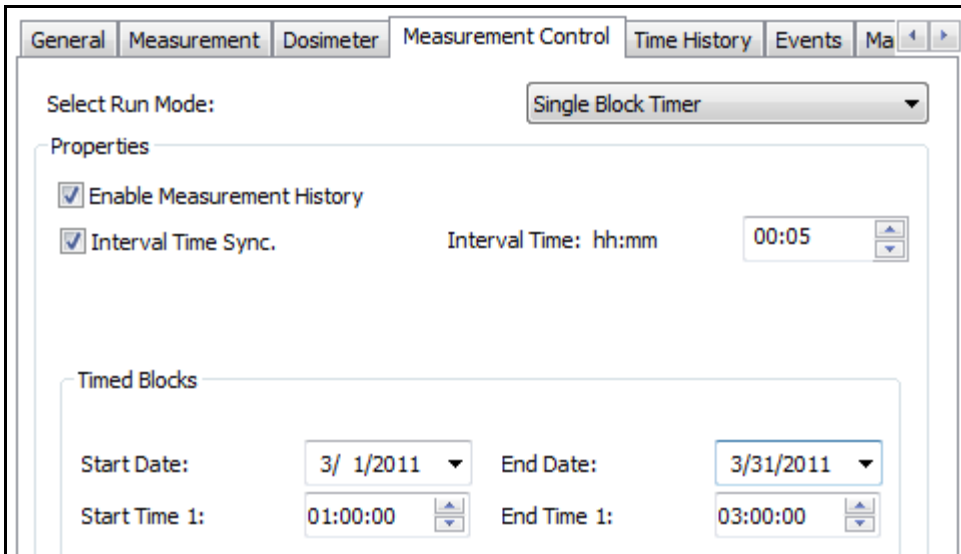 General Measurement Dosimeter Measurement Control Time History Events Ma
Select Run Mode: Single Block Timer
Properties
Enable Measurement History
Interval Time Sync. Interval Time: hh:mm 00:05
Timed Blocks
Start Date: 3/ 1/2011 End Date: 3/31/2011
Start Time 1: 01:00:00 End Time 1: 03:00:00